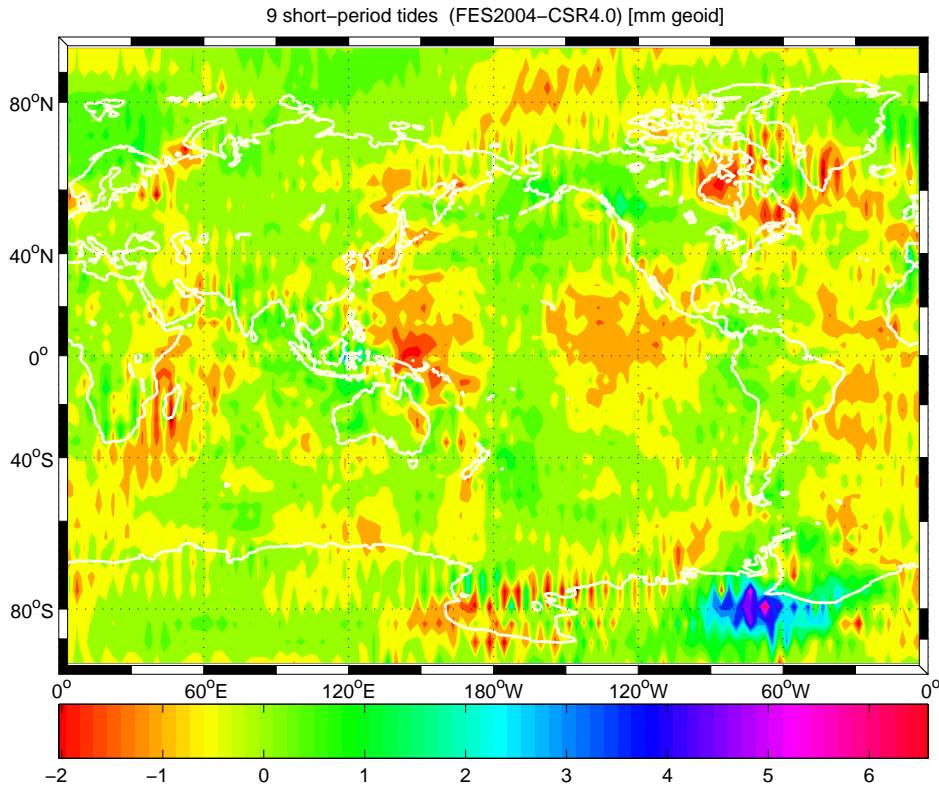 9 short−period tides (FES2004−CSR4.0) [mm geoid]
80°N
40°N
0°
40°S
80°S
0° 60°E 120°E 180°W 120°W 60°W 0°
−2 −1 0 1 2 3 4 5 6